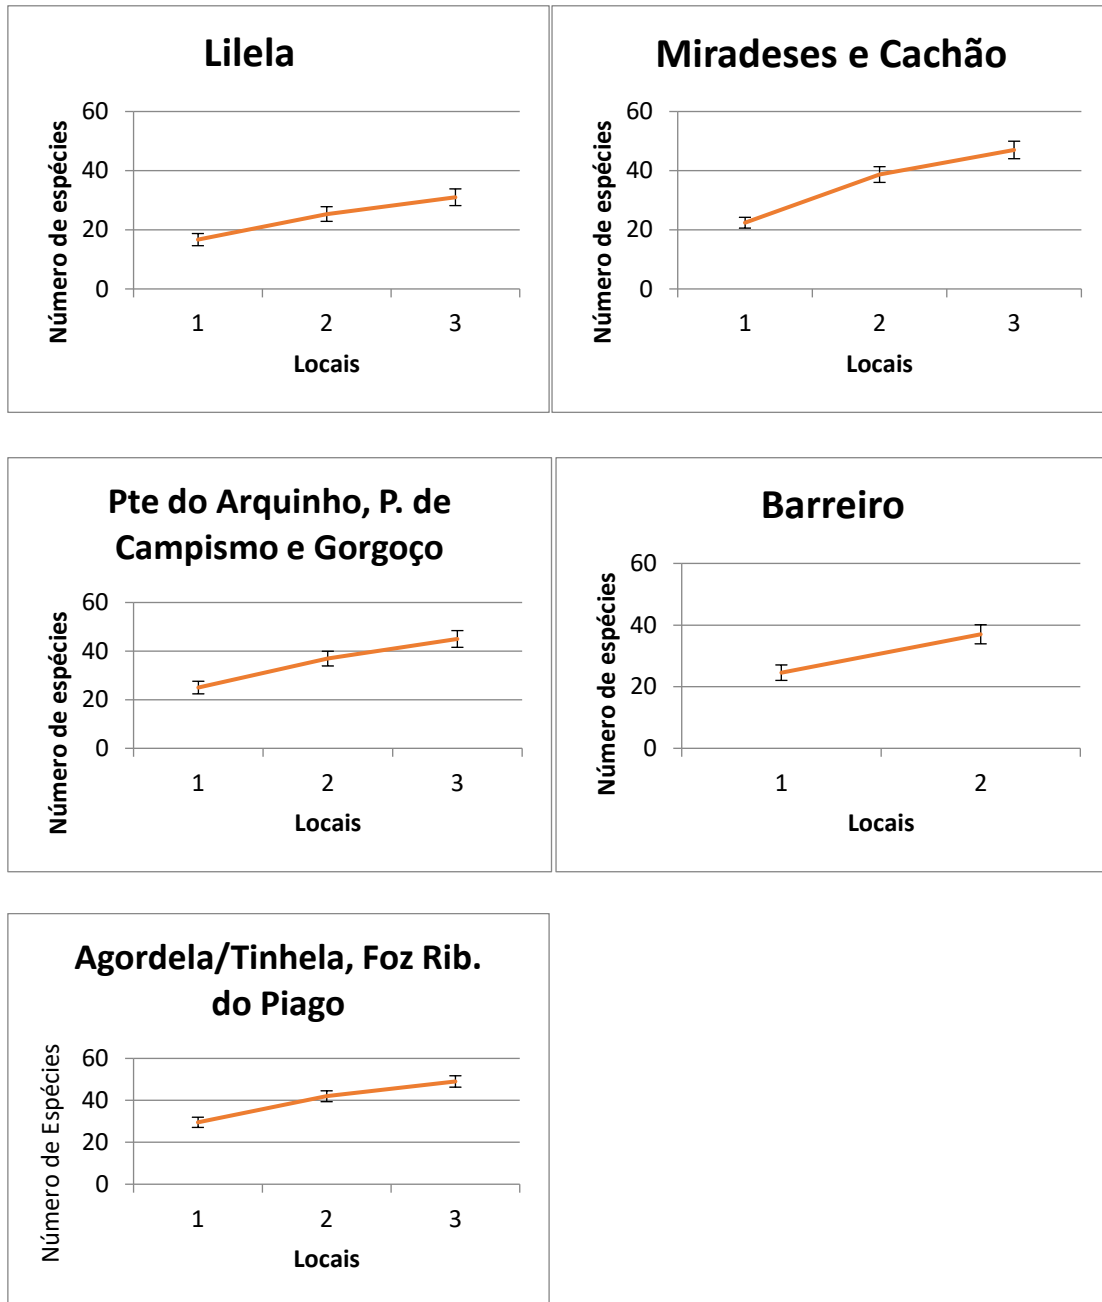 Lilela
Número de espécies
60
40
20
0
1 2 3
Locais
Miradeses e Cachão
Número de espécies
60
40
20
0
1 2 3
Locais
Pte do Arquinho, P. de
Campismo e Gorgoço
Número de espécies
60
40
20
0
1 2 3
Locais
Barreiro
Número de espécies
60
40
20
0
1 2
Locais
Agordela/Tinhela, Foz Rib.
do Piago
Número de Espécies
60
40
20
0
1 2 3
Locais